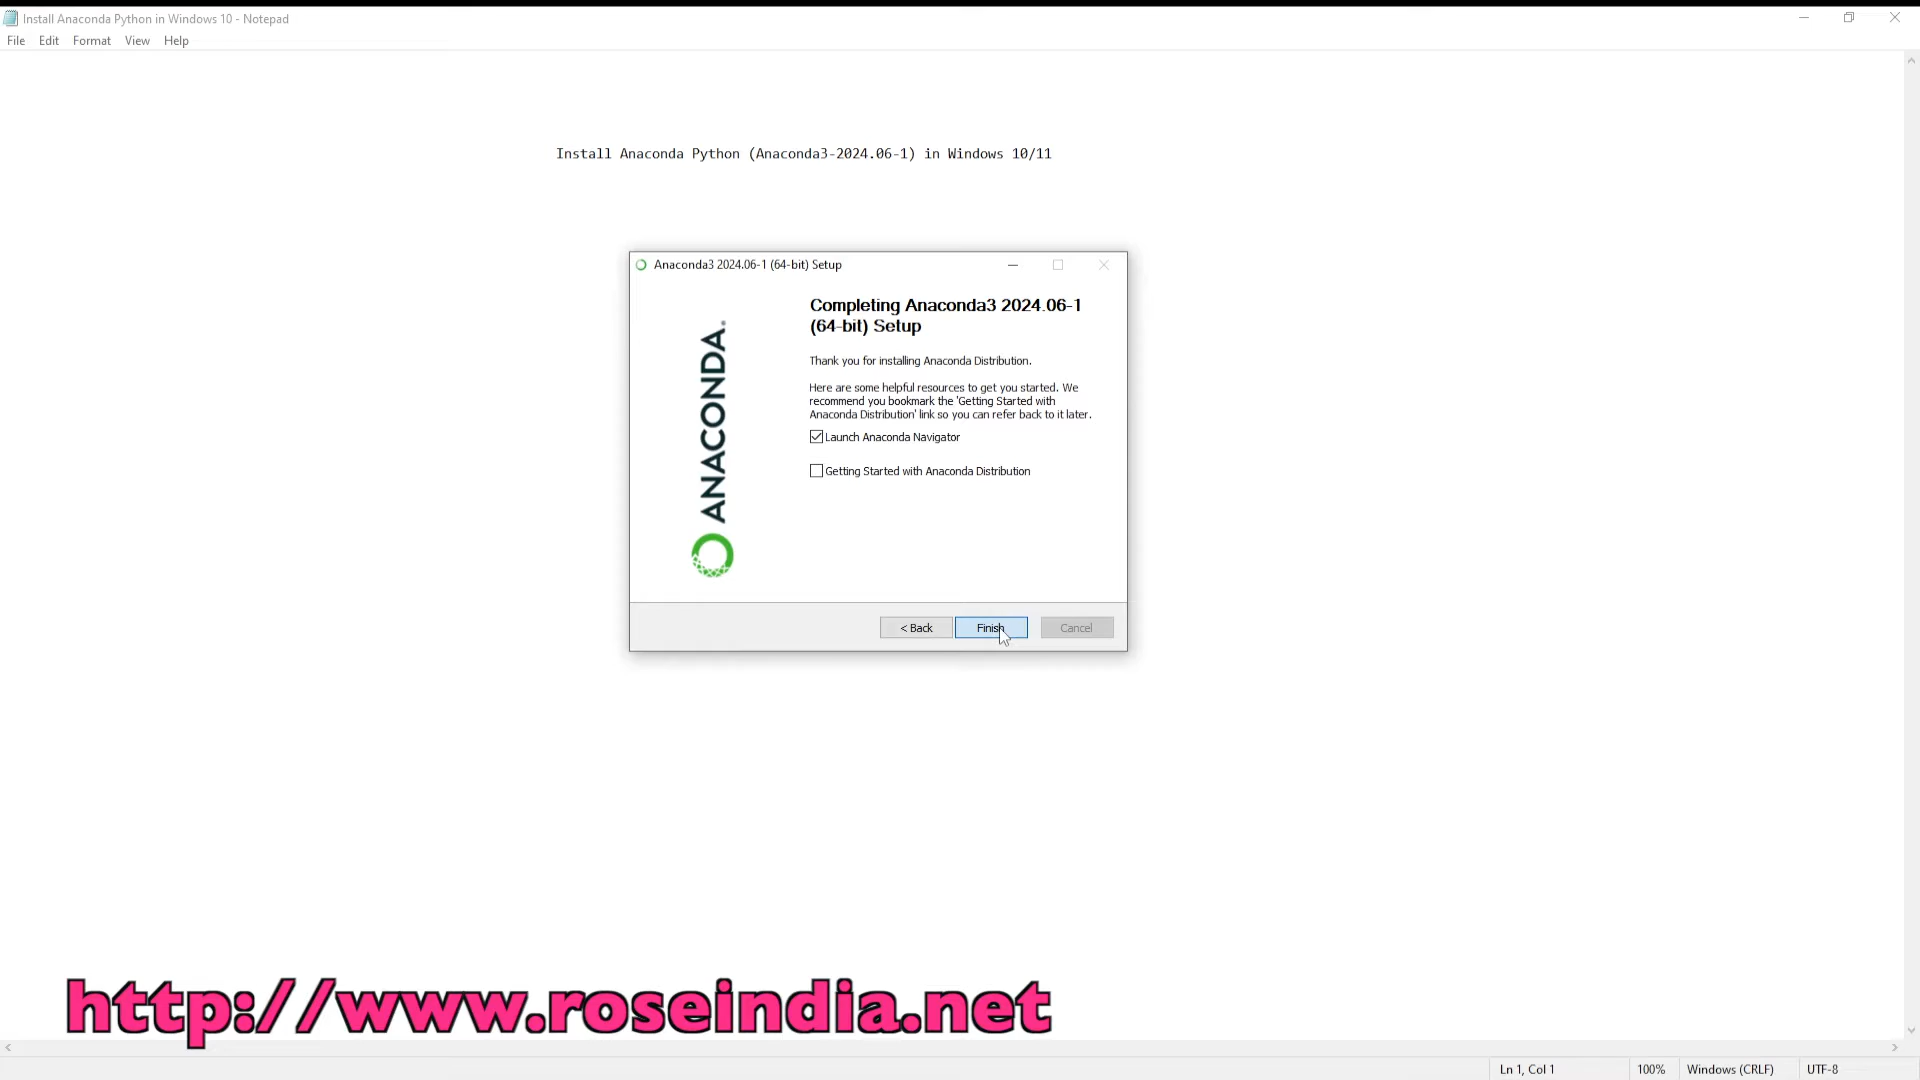 Install Anaconda Python in Windows 10 - Notepad
File Edit Format View Help
Install Anaconda Python (Anaconda3-2024.06-1) in Windows 10/11
Anaconda3 2024.06-1 (64-bit) Setup
ANACONDA.
Completing Anaconda3 2024.06-1
(64-bit) Setup
Thank you for installing Anaconda Distribution.
Here are some helpful resources to get you started. We
recommend you bookmark the 'Getting Started with
Anaconda Distribution' link so you can refer back to it later.
Launch Anaconda Navigator
Getting Started with Anaconda Distribution
< Back Finish Cancel
http://www.roseindia.net
Ln 1, Col 1 100% Windows (CRLF) UTF-8